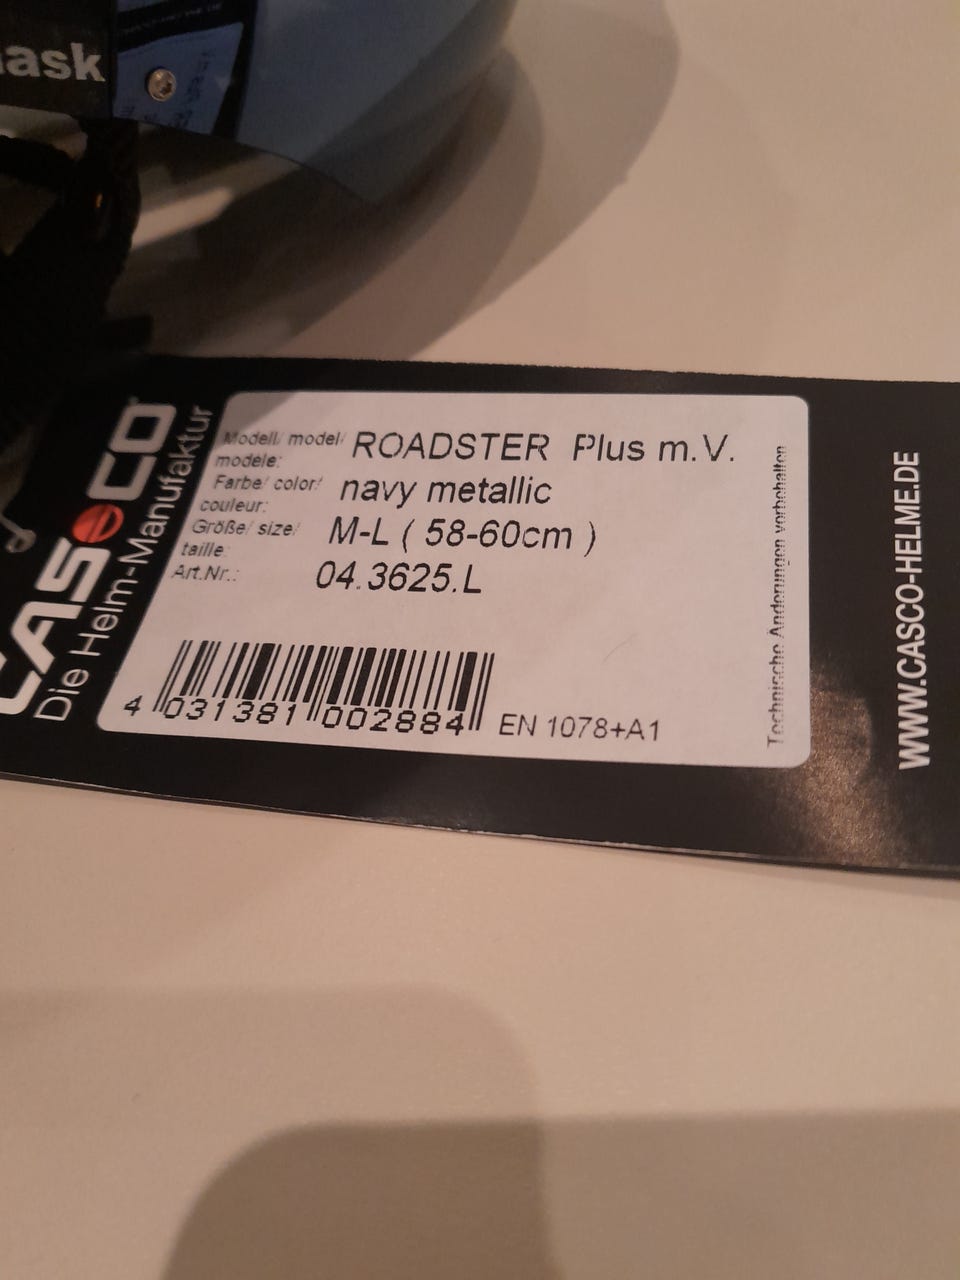 ask
CASCO
Die Helm-Manufaktur
Modell/ model/
modèle:
ROADSTER Plus m.V.
Farbe/ color/
couleur:
navy metallic
Größe/ size/
taille:
M-L ( 58-60cm )
Art.Nr.:
04.3625.L
4 031381 002884
EN 1078+A1
Technische Änderungen vorbehalten
WWW.CASCO-HELME.DE